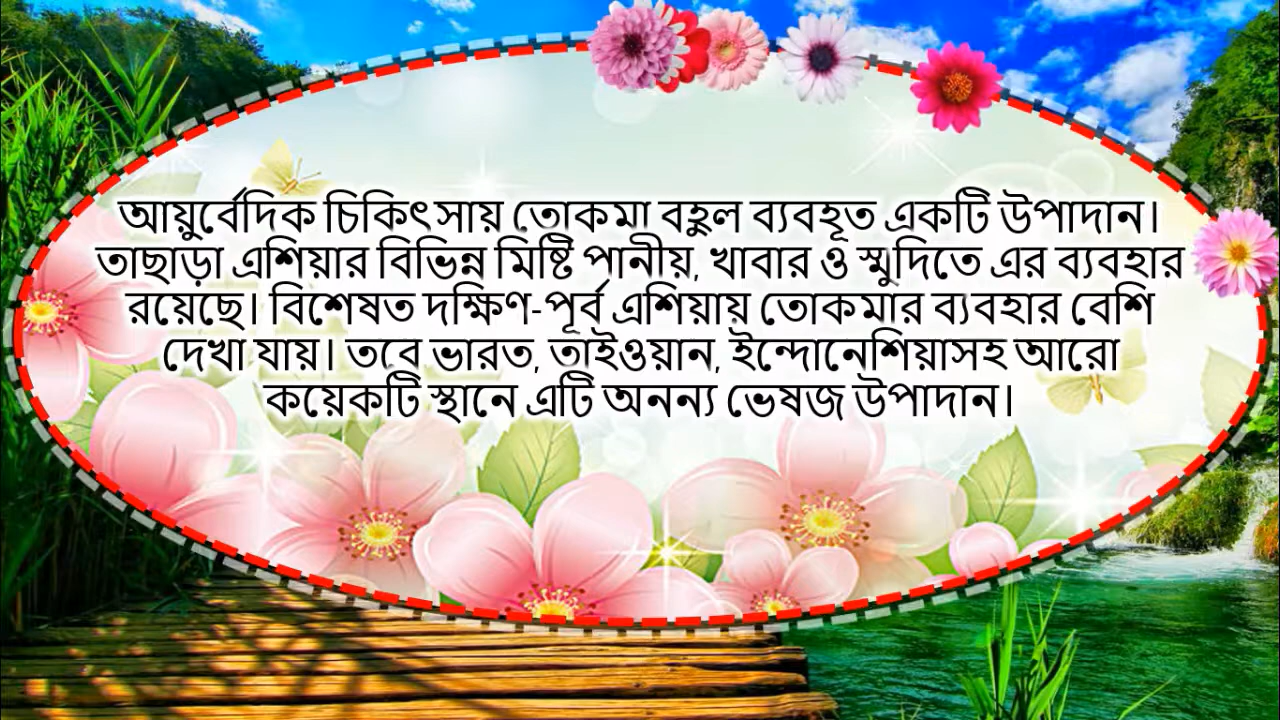 আয়ুর্বেদিক চিকিৎসায় তোকমা বহুল ব্যবহৃত একটি উপাদান।
তাছাড়া এশিয়ার বিভিন্ন মিষ্টি পানীয়, খাবার ও স্মুদিতে এর ব্যবহার
রয়েছে। বিশেষত দক্ষিণ-পূর্ব এশিয়ায় তোকমার ব্যবহার বেশি
দেখা যায়। তবে ভারত, তাইওয়ান, ইন্দোনেশিয়াসহ আরো
কয়েকটি স্থানে এটি অনন্য ভেষজ উপাদান।